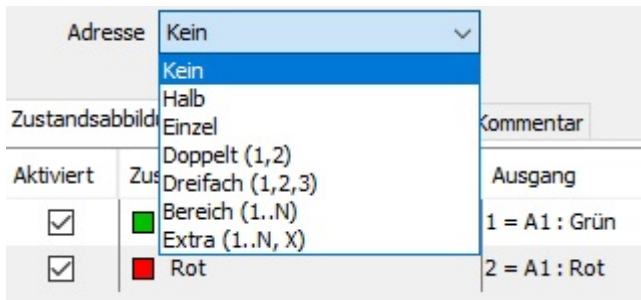 Adresse Kein
Kein
Halb
Einzel
Doppelt (1,2)
Dreifach (1,2,3)
Bereich (1..N)
Extra (1..N, X)
Kommentar
Aktiviert Ausgang
1 = A1 : Grün
Rot 2 = A1 : Rot